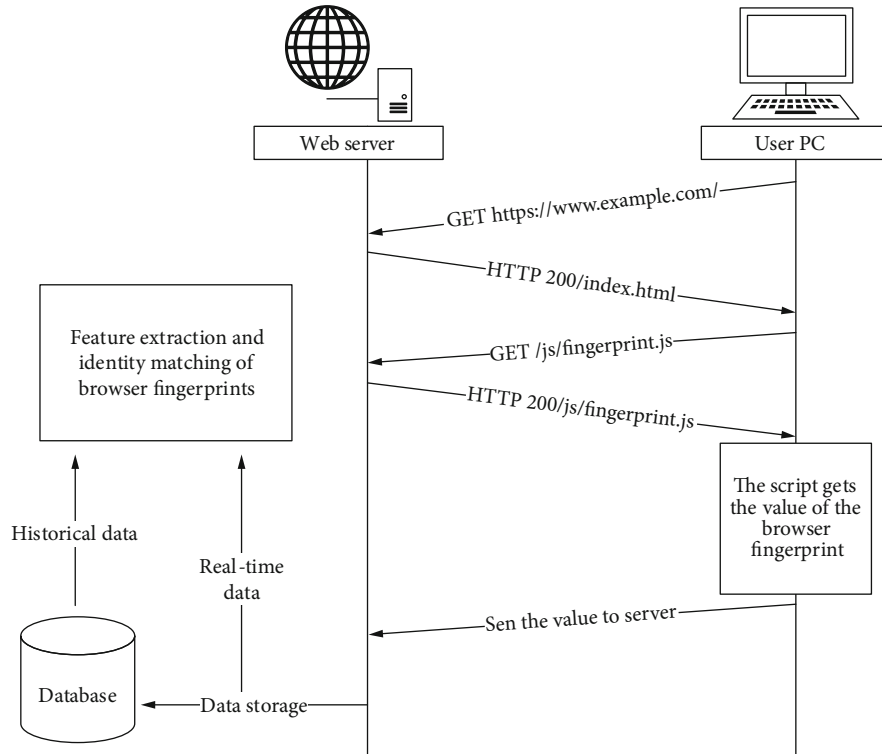 Web server
User PC
GET https://www.example.com/
HTTP 200/index.html
Feature extraction and
identity matching of
browser fingerprints
GET /js/fingerprint.js
HTTP 200/js/fingerprint.js
The script gets
the value of the
browser
fingerprint
Historical data
Real-time
data
Sen the value to server
Database
Data storage